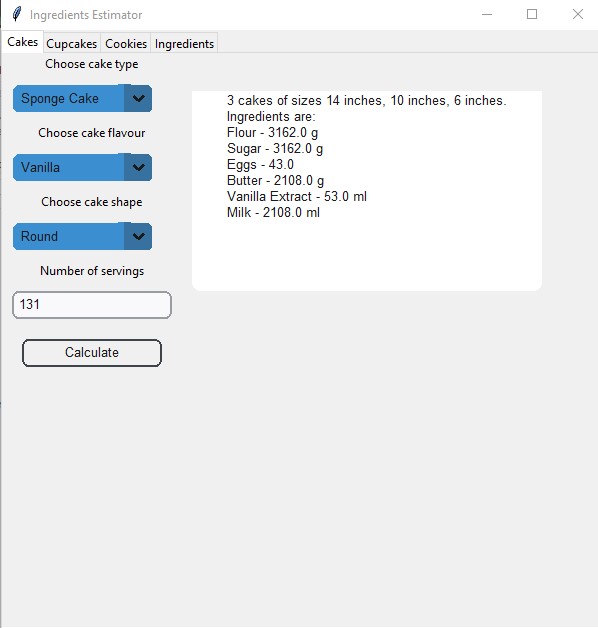 Ingredients Estimator
Cakes Cupcakes Cookies Ingredients
Choose cake type
Sponge Cake
Choose cake flavour
Vanilla
Choose cake shape
Round
Number of servings
131
Calculate
3 cakes of sizes 14 inches, 10 inches, 6 inches.
Ingredients are:
Flour - 3162.0 g
Sugar - 3162.0 g
Eggs - 43.0
Butter - 2108.0 g
Vanilla Extract - 53.0 ml
Milk - 2108.0 ml